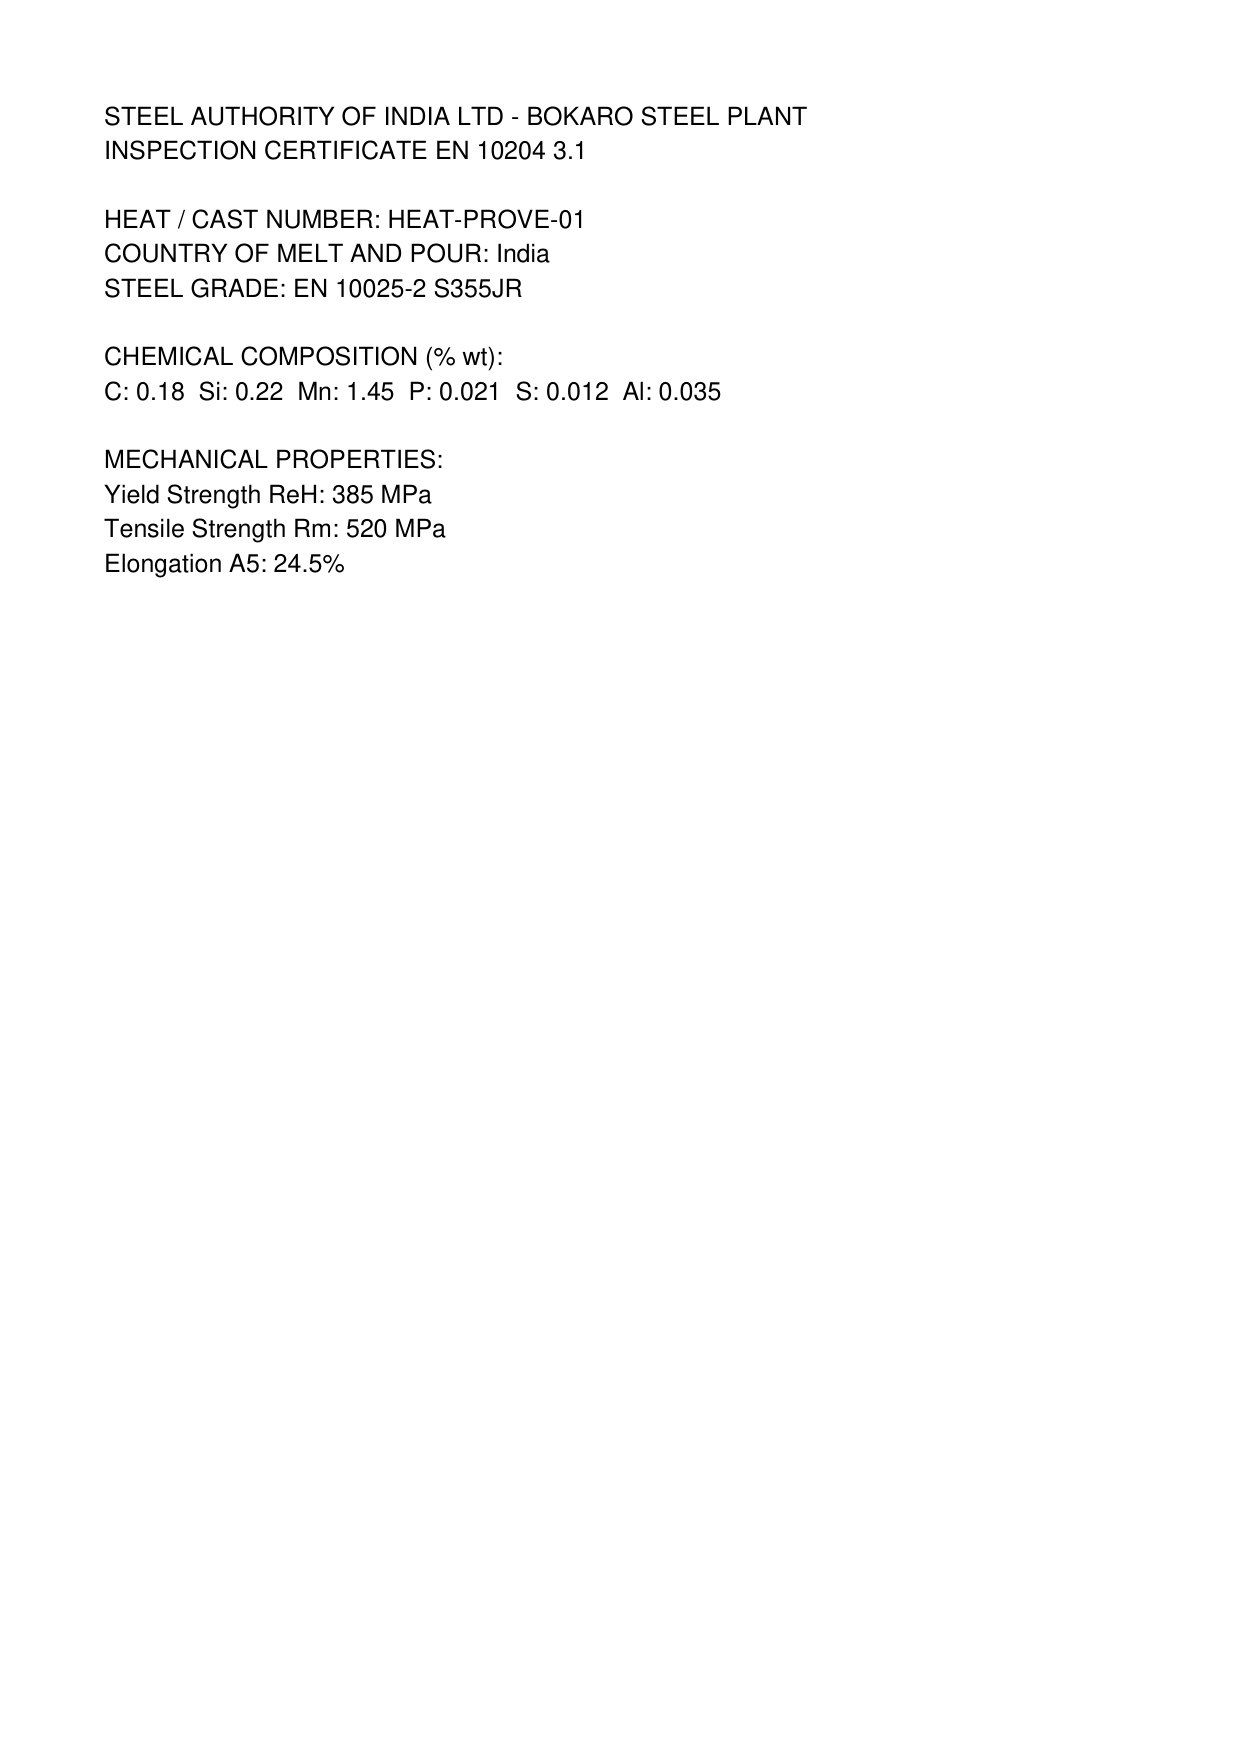 STEEL AUTHORITY OF INDIA LTD - BOKARO STEEL PLANT
INSPECTION CERTIFICATE EN 10204 3.1
HEAT / CAST NUMBER: HEAT-PROVE-01
COUNTRY OF MELT AND POUR: India
STEEL GRADE: EN 10025-2 S355JR
CHEMICAL COMPOSITION (% wt):
C: 0.18  Si: 0.22  Mn: 1.45  P: 0.021  S: 0.012  Al: 0.035
MECHANICAL PROPERTIES:
Yield Strength ReH: 385 MPa
Tensile Strength Rm: 520 MPa
Elongation A5: 24.5%